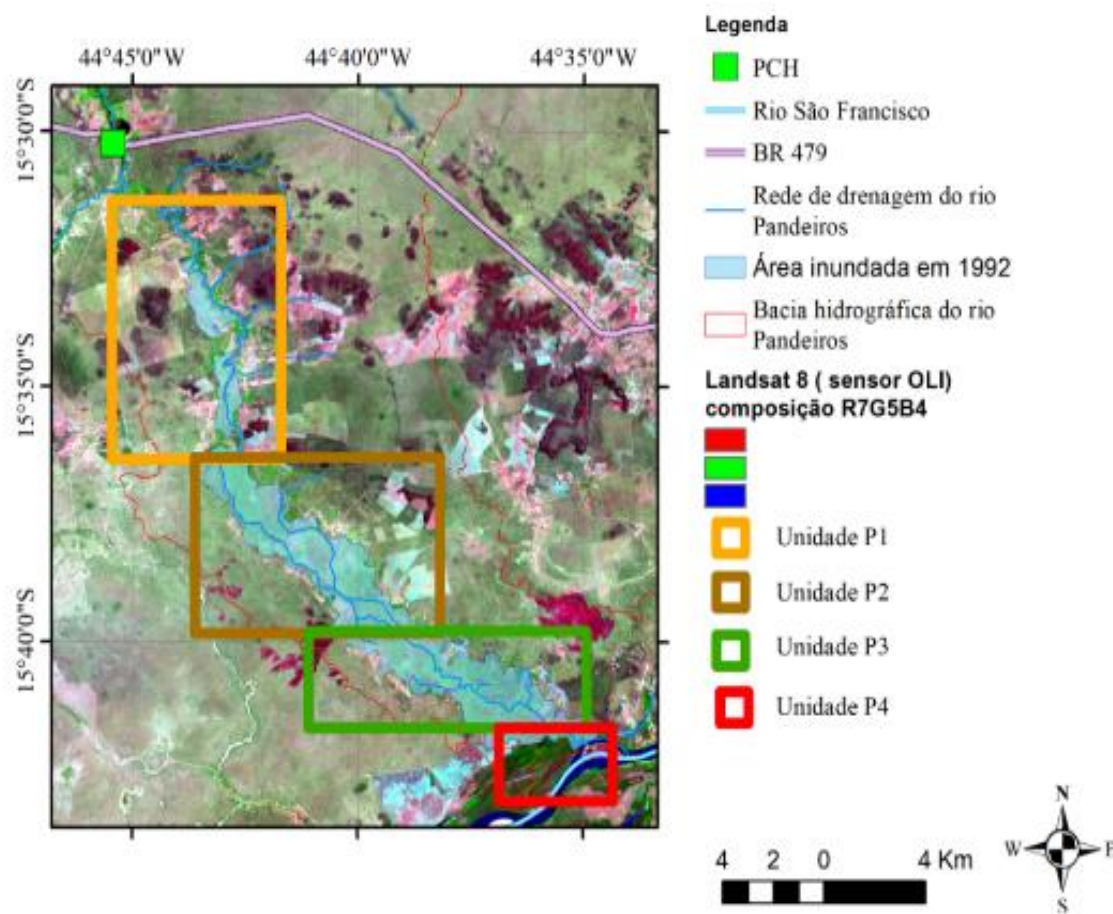 44°45'0"W 44°40'0"W 44°35'0"W
15°30'0"S
15°35'0"S
15°40'0"S
Legenda
PCH
Rio São Francisco
BR 479
Rede de drenagem do rio
Pandeiros
Área inundada em 1992
Bacia hidrográfica do rio
Pandeiros
Landsat 8 ( sensor OLI)
composição R7G5B4
Unidade P1
Unidade P2
Unidade P3
Unidade P4
4 2 0 4 Km
N
W E
S